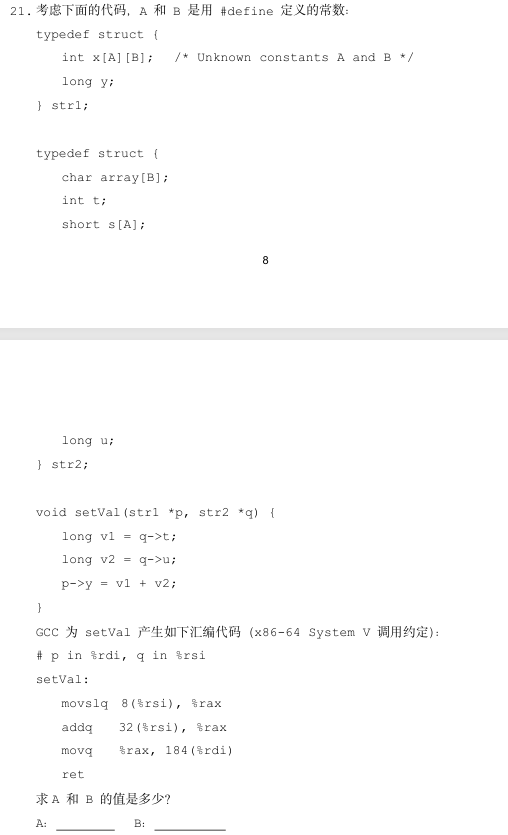 21. 考虑下面的代码, A 和 B 是用 #define 定义的常数:
typedef struct {
int x[A][B]; /* Unknown constants A and B */
long y;
} str1;
typedef struct {
char array[B];
int t;
short s[A];
8
long u;
} str2;
void setVal(str1 *p, str2 *q) {
long v1 = q->t;
long v2 = q->u;
p->y = v1 + v2;
}
GCC 为 setVal 产生如下汇编代码 (x86-64 System V 调用约定):
# p in %rdi, q in %rsi
setVal:
movslq 8(%rsi), %rax
addq 32(%rsi), %rax
movq %rax, 184(%rdi)
ret
求 A 和 B 的值是多少?
A: ________ B: __________